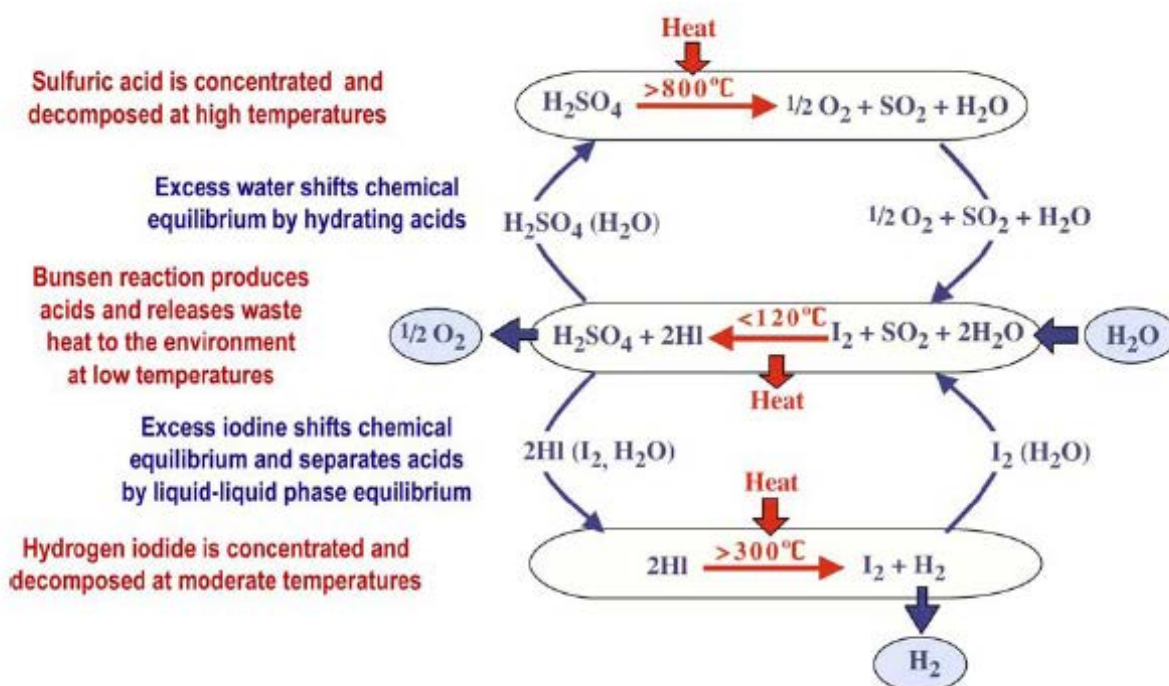 Heat
Sulfuric acid is concentrated and
decomposed at high temperatures
>800°C
H₂SO₄
1/2 O₂ + SO₂ + H₂O
Excess water shifts chemical
equilibrium by hydrating acids
H₂SO₄ (H₂O)
1/2 O₂ + SO₂ + H₂O
Bunsen reaction produces
acids and releases waste
heat to the environment
at low temperatures
1/2 O₂
H₂SO₄ + 2HI
<120°C
I₂ + SO₂ + 2H₂O
H₂O
Heat
Excess iodine shifts chemical
equilibrium and separates acids
by liquid-liquid phase equilibrium
2HI (I₂, H₂O)
I₂ (H₂O)
Heat
Hydrogen iodide is concentrated and
decomposed at moderate temperatures
2HI
>300°C
I₂ + H₂
H₂